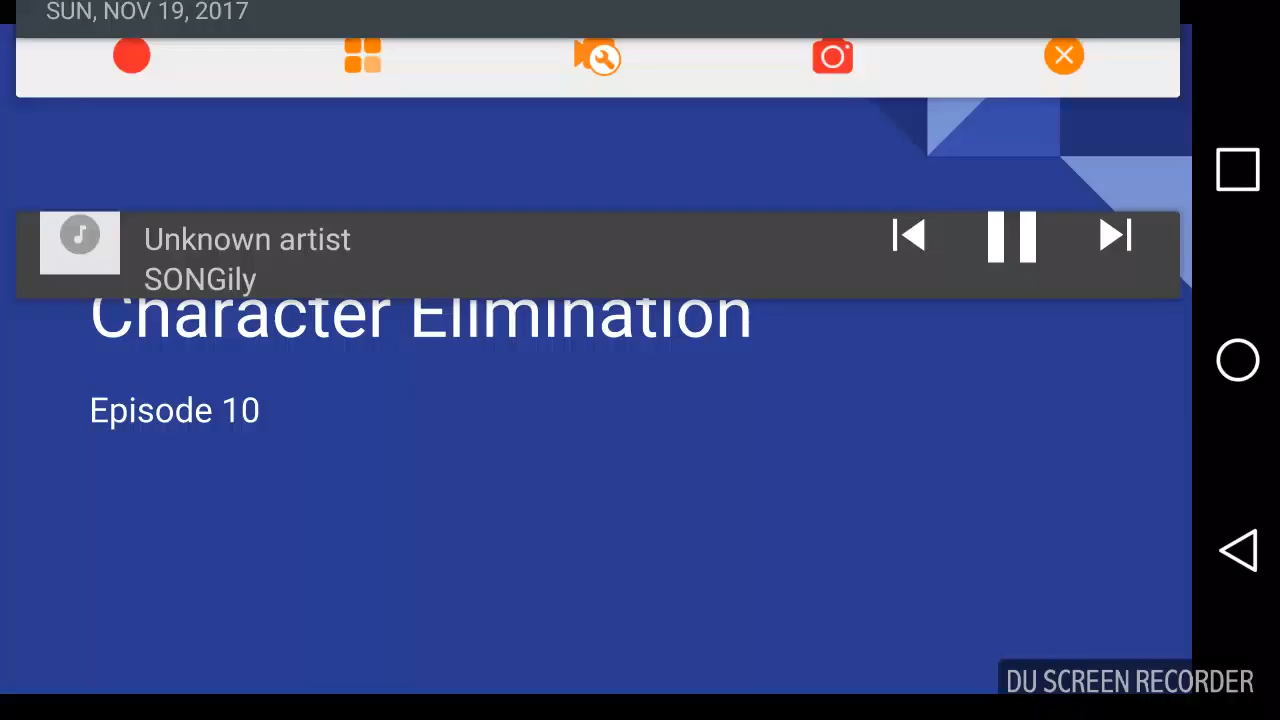 SUN, NOV 19, 2017
Unknown artist
SONGily
Character Elimination
Episode 10
DU SCREEN RECORDER